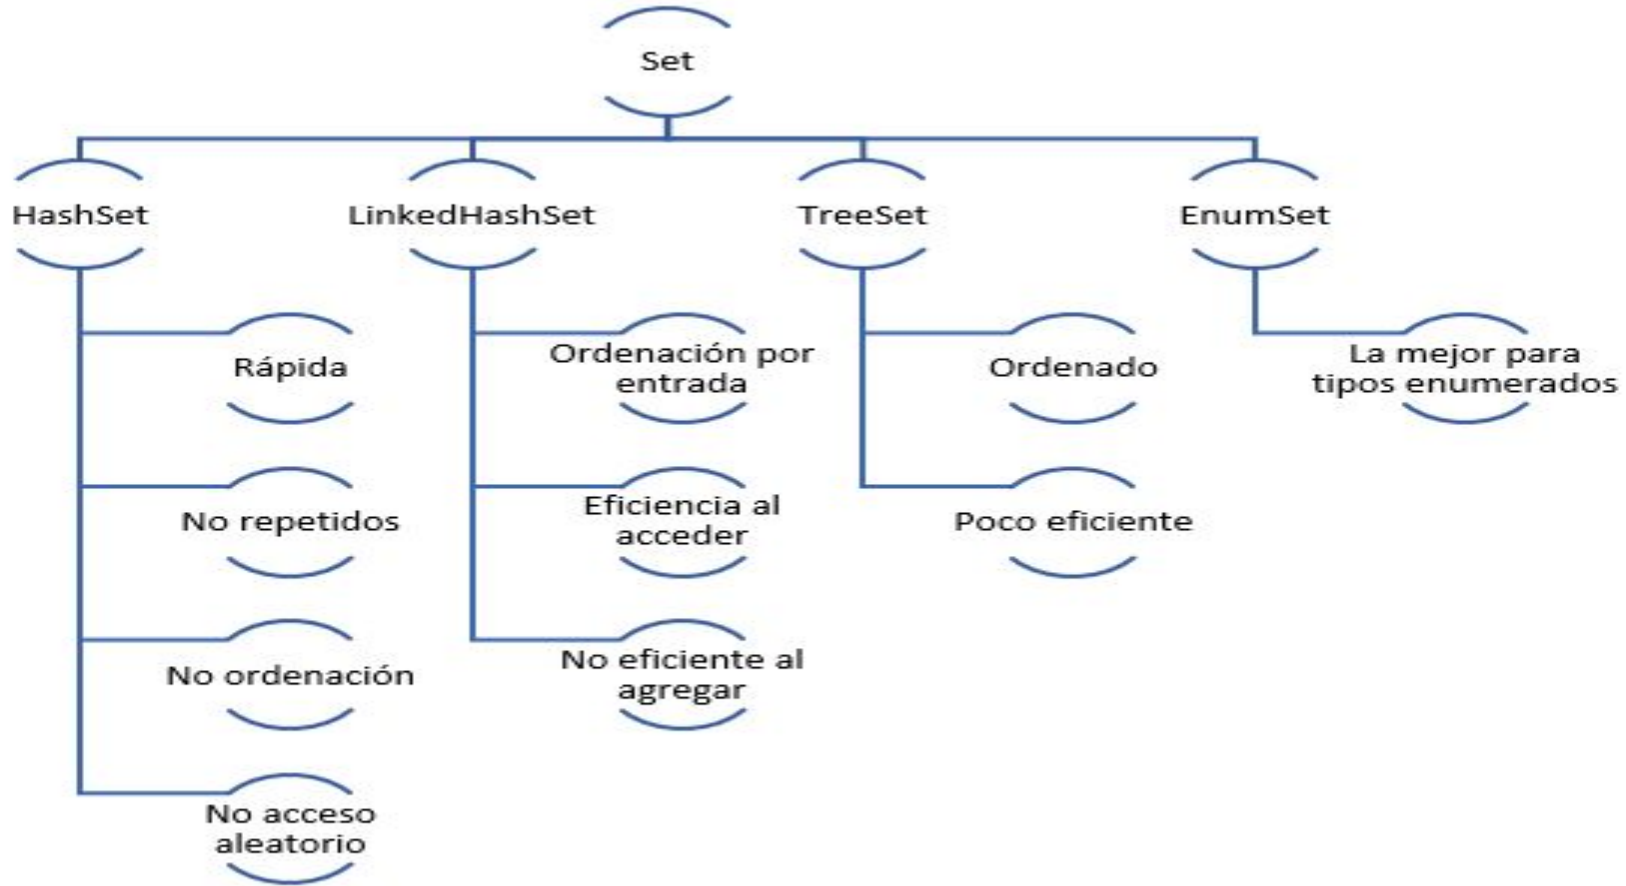 Set
HashSet
LinkedHashSet
TreeSet
EnumSet
Rápida
Ordenación por
entrada
Ordenado
La mejor para
tipos enumerados
No repetidos
Eficiencia al
acceder
Poco eficiente
No ordenación
No eficiente al
agregar
No acceso
aleatorio